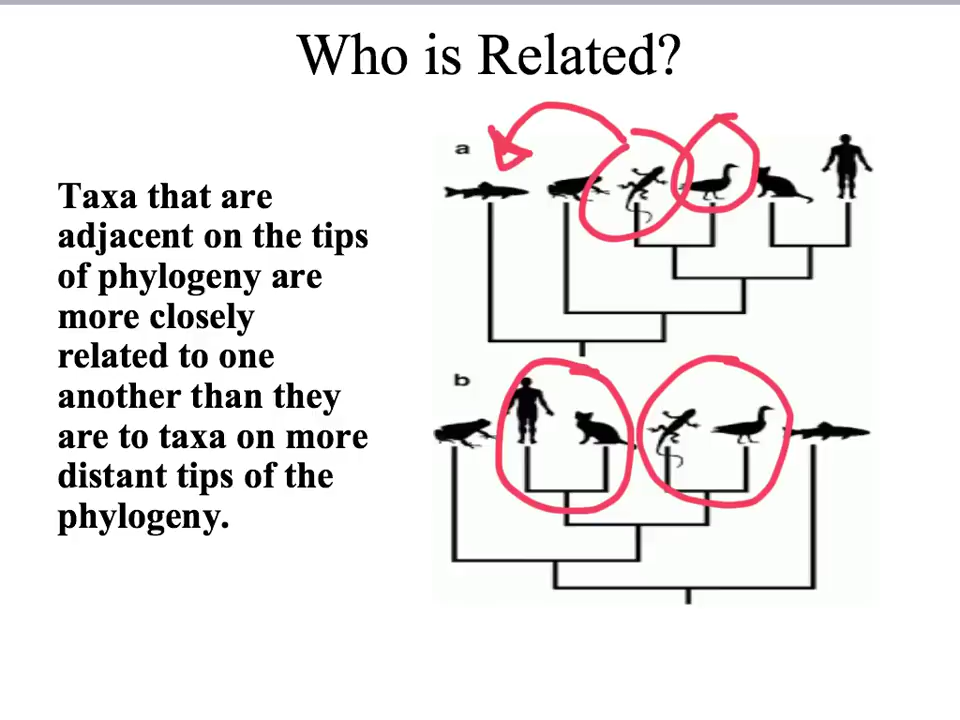 Who is Related?
Taxa that are
adjacent on the tips
of phylogeny are
more closely
related to one
another than they
are to taxa on more
distant tips of the
phylogeny.
a
b